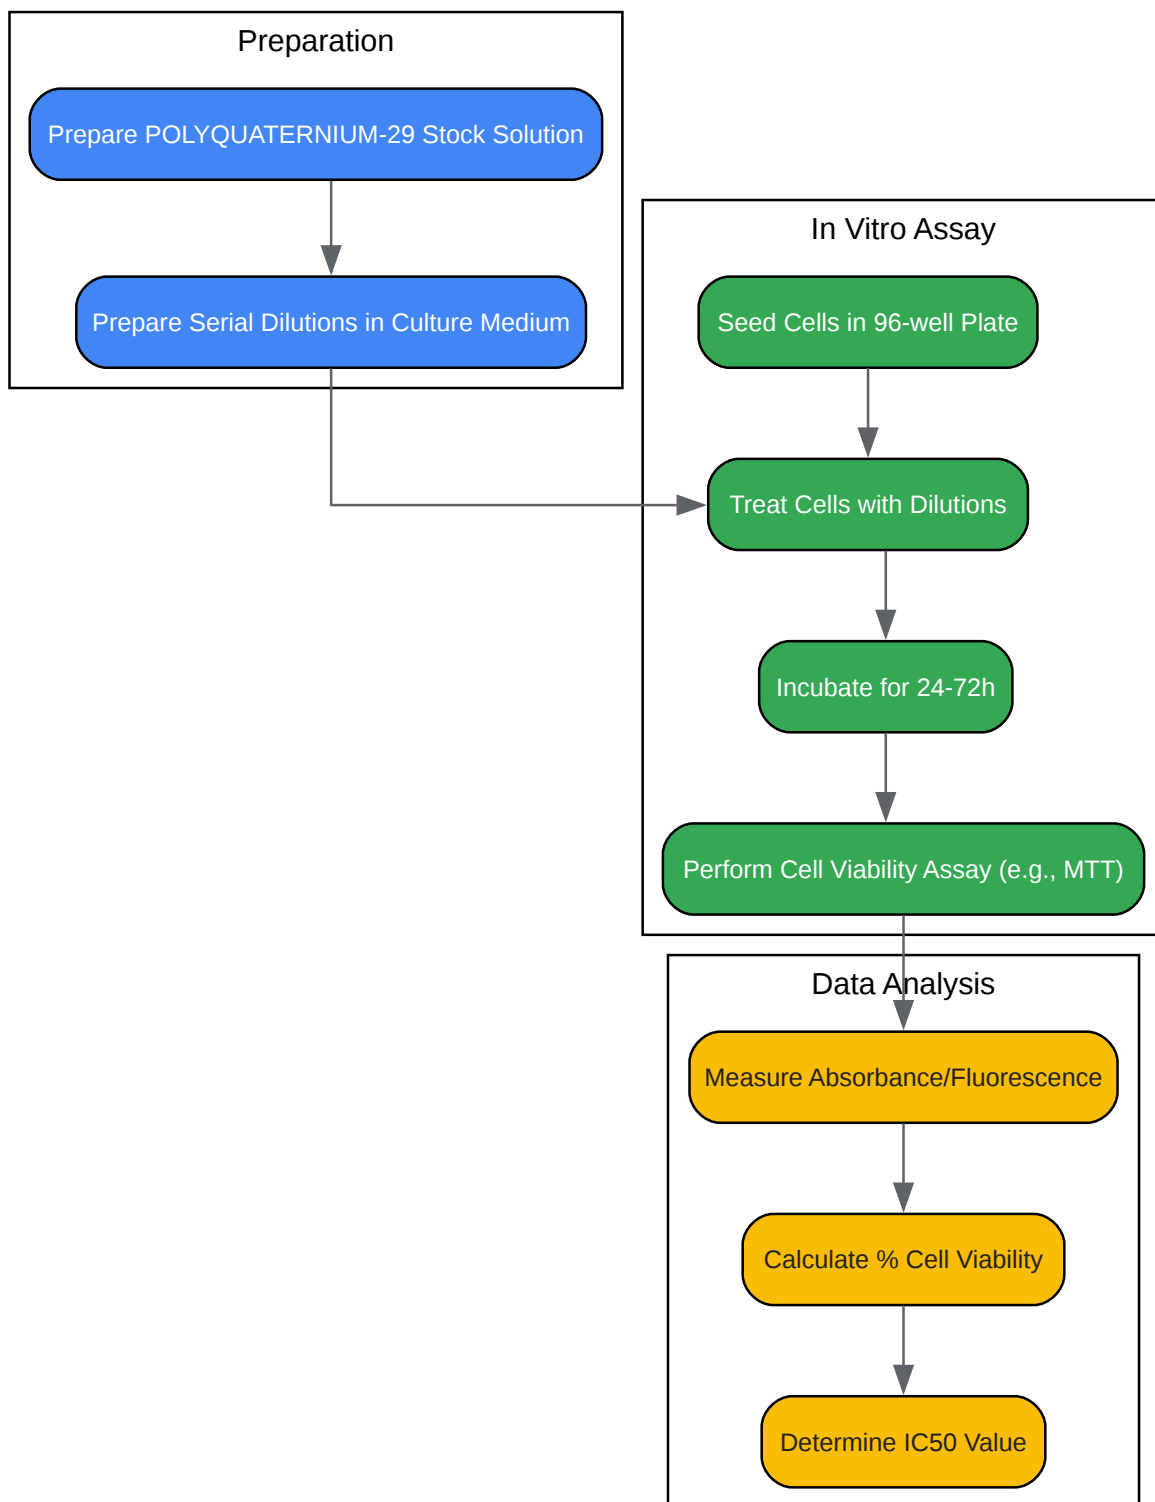 Preparation
Prepare POLYQUATERNIUM-29 Stock Solution
Prepare Serial Dilutions in Culture Medium
In Vitro Assay
Seed Cells in 96-well Plate
Treat Cells with Dilutions
Incubate for 24-72h
Perform Cell Viability Assay (e.g., MTT)
Data Analysis
Measure Absorbance/Fluorescence
Calculate % Cell Viability
Determine IC50 Value